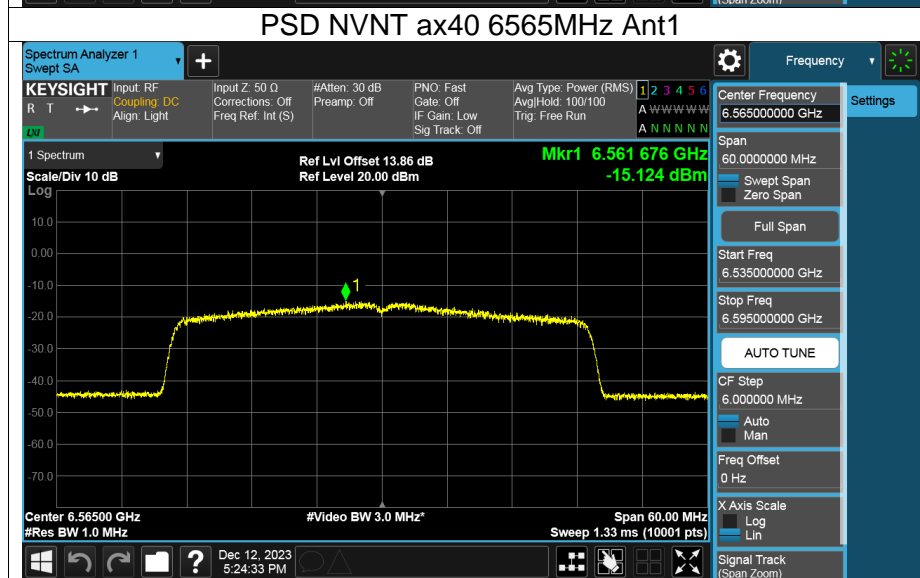 (Span Zoom)
PSD NVNT ax40 6565MHz Ant1
Spectrum Analyzer 1
Swept SA
+
Frequency
KEYSIGHT
R T
LXI
Input: RF
Coupling: DC
Align: Light
Input Z: 50 Ω
Corrections: Off
Freq Ref: Int (S)
#Atten: 30 dB
Preamp: Off
PNO: Fast
Gate: Off
IF Gain: Low
Sig Track: Off
Avg Type: Power (RMS)
Avg|Hold: 100/100
Trig: Free Run
1 2 3 4 5 6
A W W W W W
A N N N N N
Center Frequency
6.565000000 GHz
Settings
Span
60.0000000 MHz
Swept Span
Zero Span
Full Span
Start Freq
6.535000000 GHz
Stop Freq
6.595000000 GHz
AUTO TUNE
CF Step
6.000000 MHz
Auto
Man
Freq Offset
0 Hz
X Axis Scale
Log
Lin
Signal Track
(Span Zoom)
1 Spectrum
Scale/Div 10 dB
Log
Ref Lvl Offset 13.86 dB
Ref Level 20.00 dBm
Mkr1 6.561 676 GHz
-15.124 dBm
10.0
0.00
-10.0
-20.0
-30.0
-40.0
-50.0
-60.0
-70.0
1
Center 6.56500 GHz
#Res BW 1.0 MHz
#Video BW 3.0 MHz*
Span 60.00 MHz
Sweep 1.33 ms (10001 pts)
?
Dec 12, 2023
5:24:33 PM